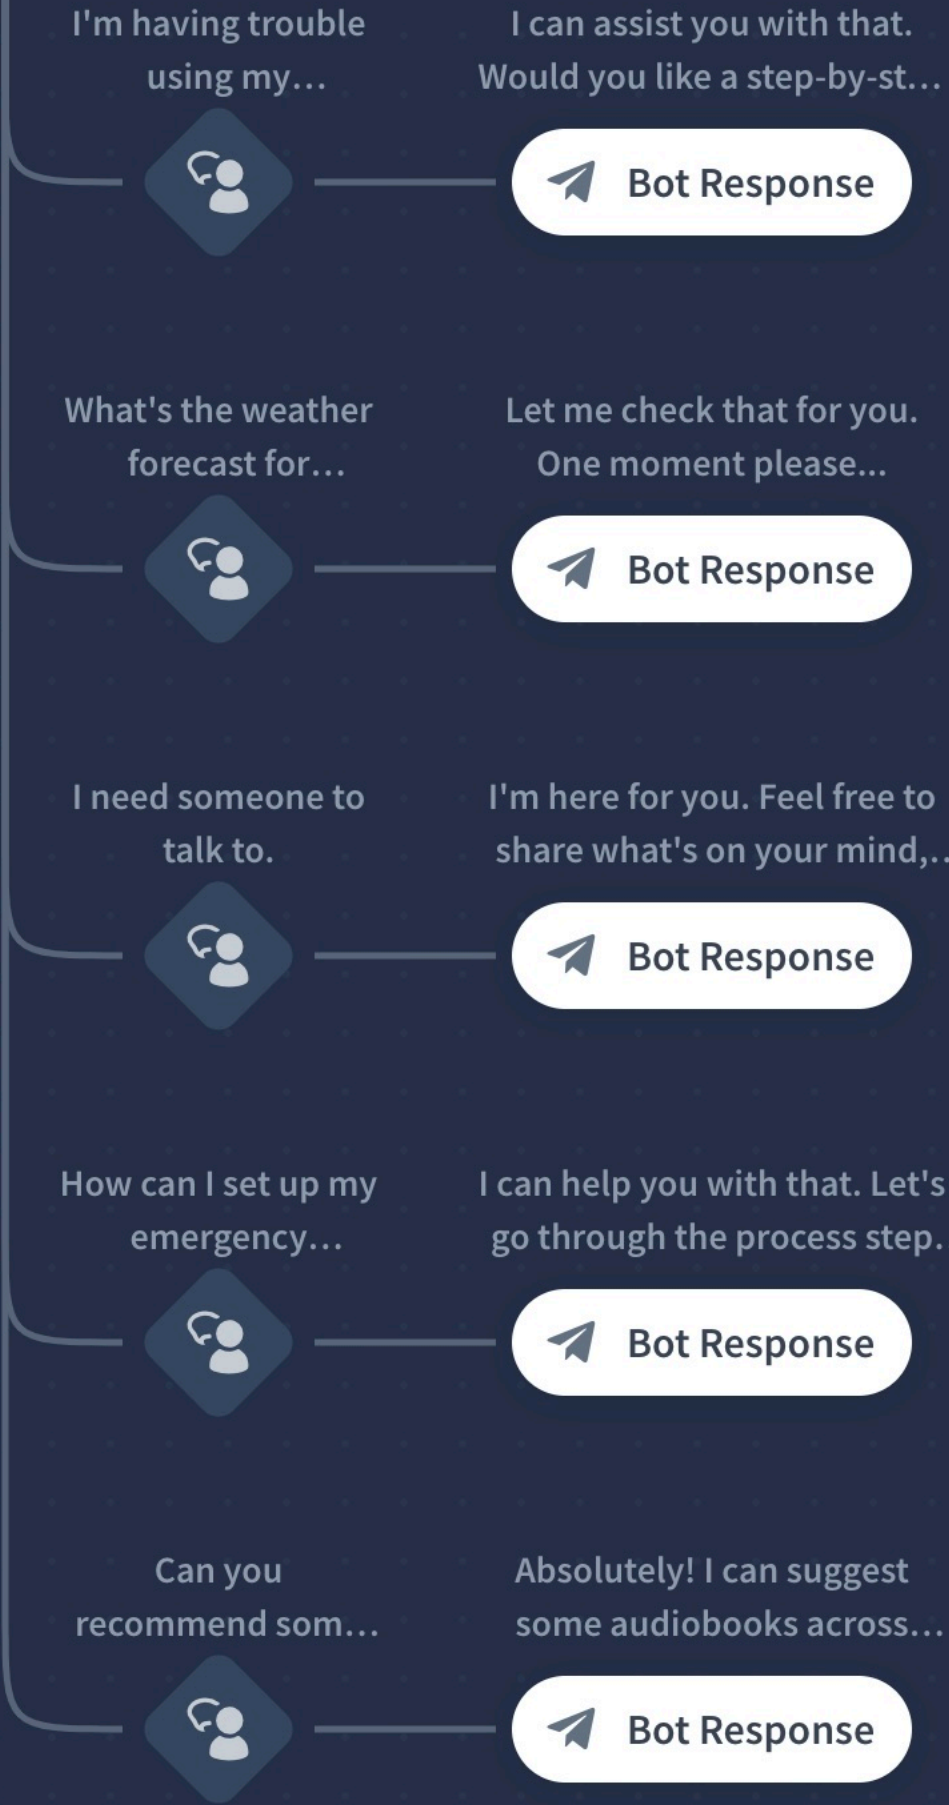 I'm having trouble
using my...
I can assist you with that.
Would you like a step-by-st...
Bot Response
What's the weather
forecast for...
Let me check that for you.
One moment please...
Bot Response
I need someone to
talk to.
I'm here for you. Feel free to
share what's on your mind,..
Bot Response
How can I set up my
emergency...
I can help you with that. Let's
go through the process step.
Bot Response
Can you
recommend som...
Absolutely! I can suggest
some audiobooks across...
Bot Response